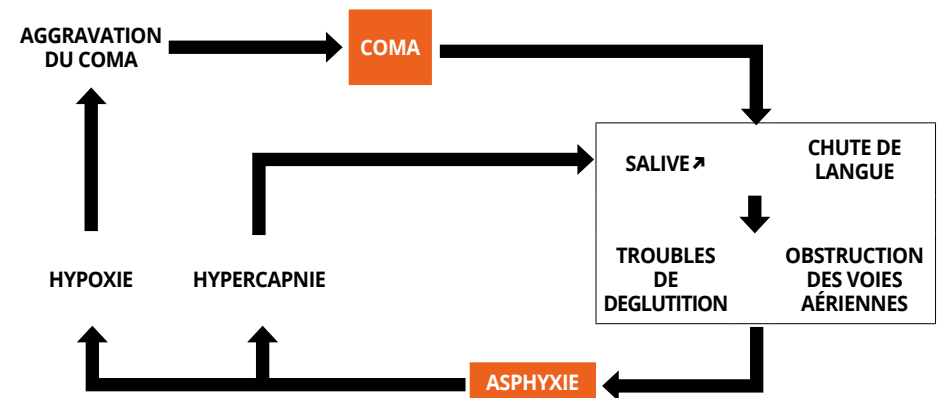 AGGRAVATION
DU COMA
COMA
SALIVE↗
CHUTE DE
LANGUE
TROUBLES
DE
DEGLUTITION
OBSTRUCTION
DES VOIES
AÉRIENNES
HYPOXIE
HYPERCAPNIE
ASPHYXIE